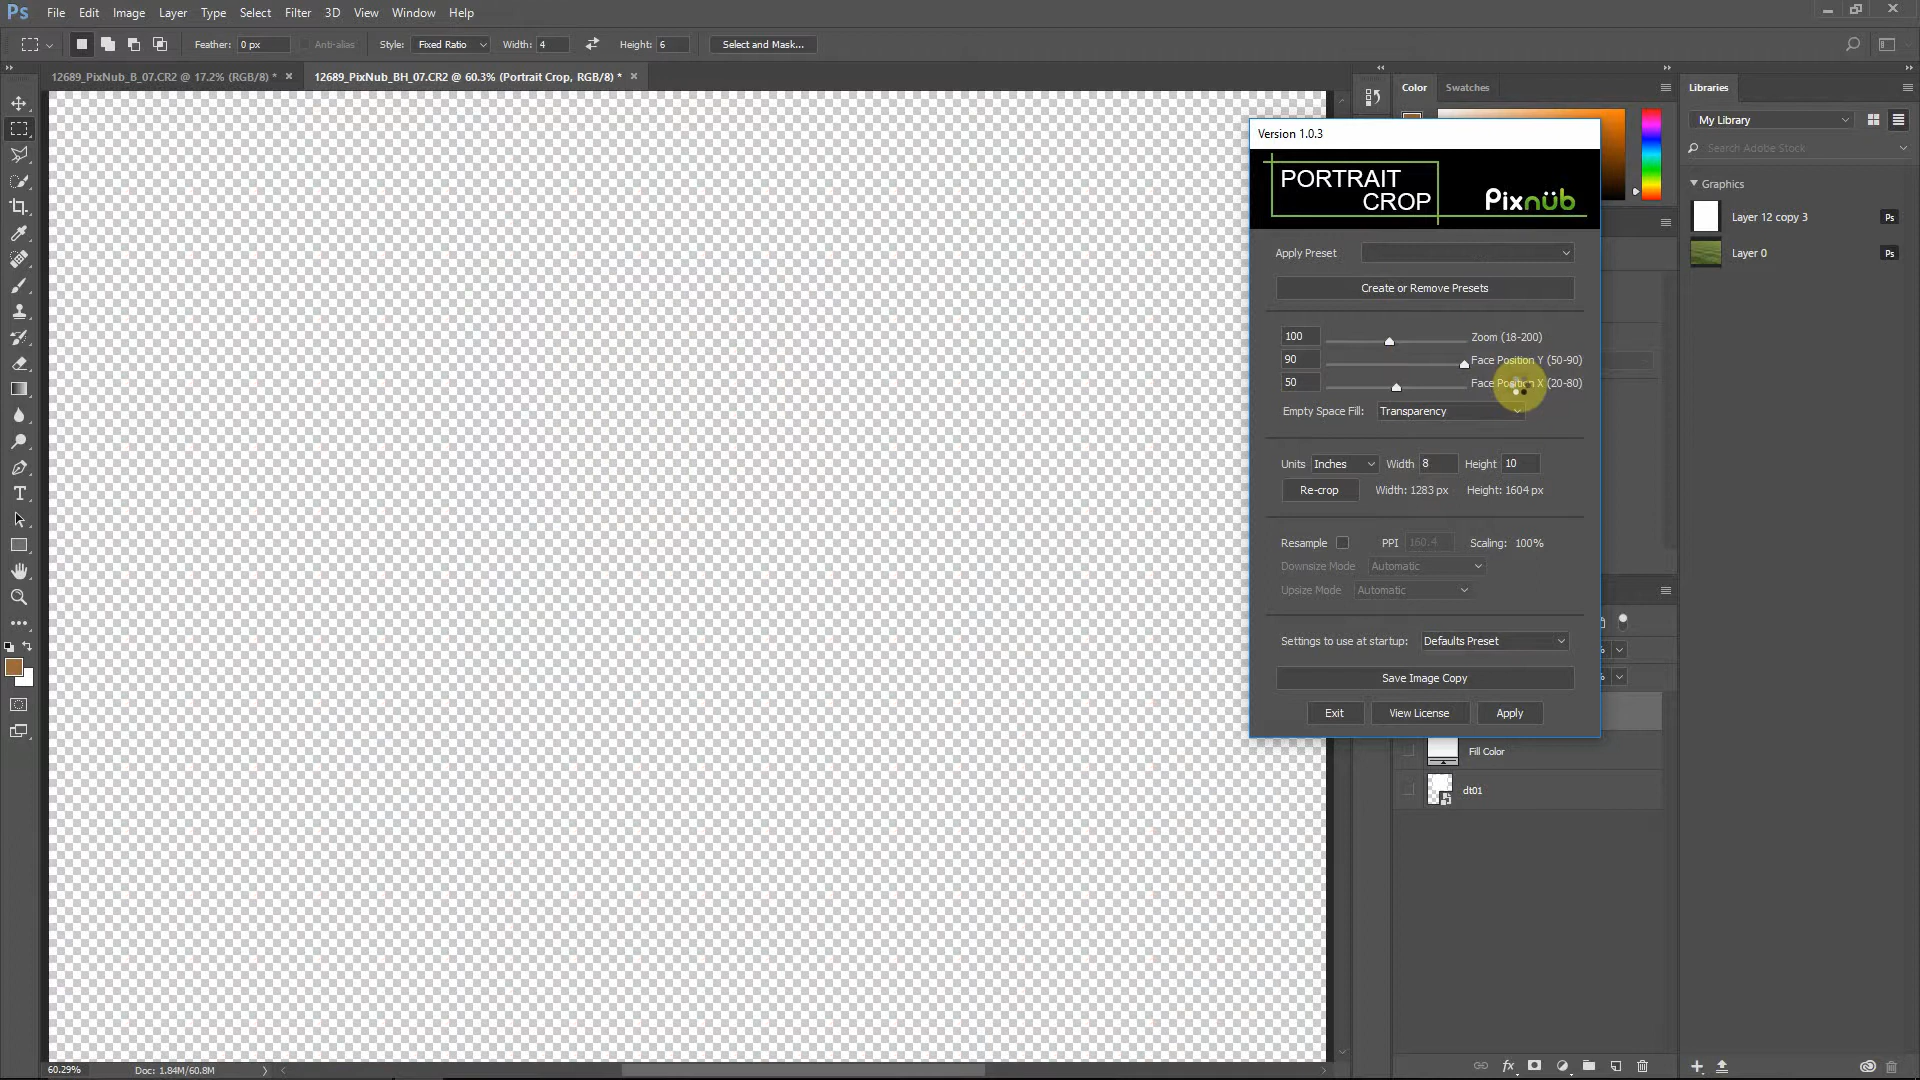 Ps File Edit Image Layer Type Select Filter 3D View Window Help
Feather: 0 px Anti-alias Style: Fixed Ratio Width: 4 Height: 6 Select and Mask...
12689_PixNub_B_07.CR2 @ 17.2% (RGB/8) * 12689_PixNub_BH_07.CR2 @ 60.3% (Portrait Crop, RGB/8) *
Color Swatches
Libraries
My Library
Search Adobe Stock
Graphics
Layer 12 copy 3 Ps
Layer 0 Ps
Version 1.0.3
PORTRAIT
CROP
Pixnüb
Apply Preset
Create or Remove Presets
100 Zoom (18-200)
90 Face Position Y (50-90)
50 Face Position X (20-80)
Empty Space Fill: Transparency
Units Inches Width 8 Height 10
Re-crop Width: 1283 px Height: 1604 px
Resample PPI 160.4 Scaling: 100%
Downsize Mode Automatic
Upsize Mode Automatic
Settings to use at startup: Defaults Preset
Save Image Copy
Exit View License Apply
Fill Color
dt01
60.29% Doc: 1.84M/60.8M
fx